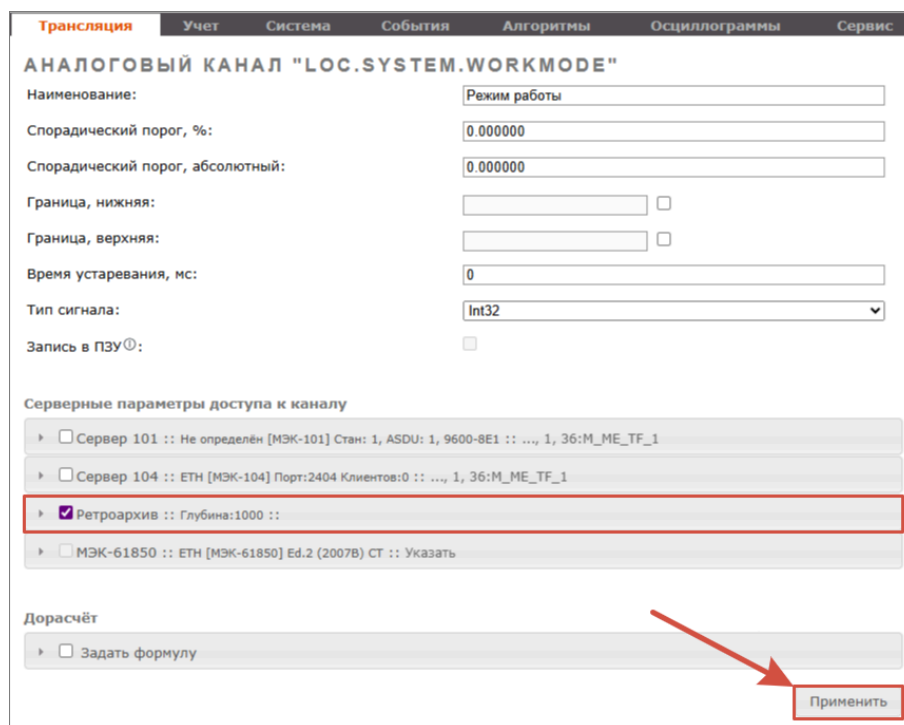 Трансляция Учет Система События Алгоритмы Осциллограммы Сервис
АНАЛОГОВЫЙ КАНАЛ "LOC.SYSTEM.WORKMODE"
Наименование: Режим работы
Спорадический порог, %: 0.000000
Спорадический порог, абсолютный: 0.000000
Граница, нижняя:
Граница, верхняя:
Время устаревания, мс: 0
Тип сигнала: Int32
Запись в ПЗУ:
Серверные параметры доступа к каналу
Сервер 101 :: Не определён [МЭК-101] Стан: 1, ASDU: 1, 9600-8E1 :: ..., 1, 36:M_ME_TF_1
Сервер 104 :: ETH [МЭК-104] Порт:2404 Клиентов:0 :: ..., 1, 36:M_ME_TF_1
Ретроархив :: Глубина:1000 ::
МЭК-61850 :: ETH [МЭК-61850] Ed.2 (2007B) СТ :: Указать
Дорасчёт
Задать формулу
Применить